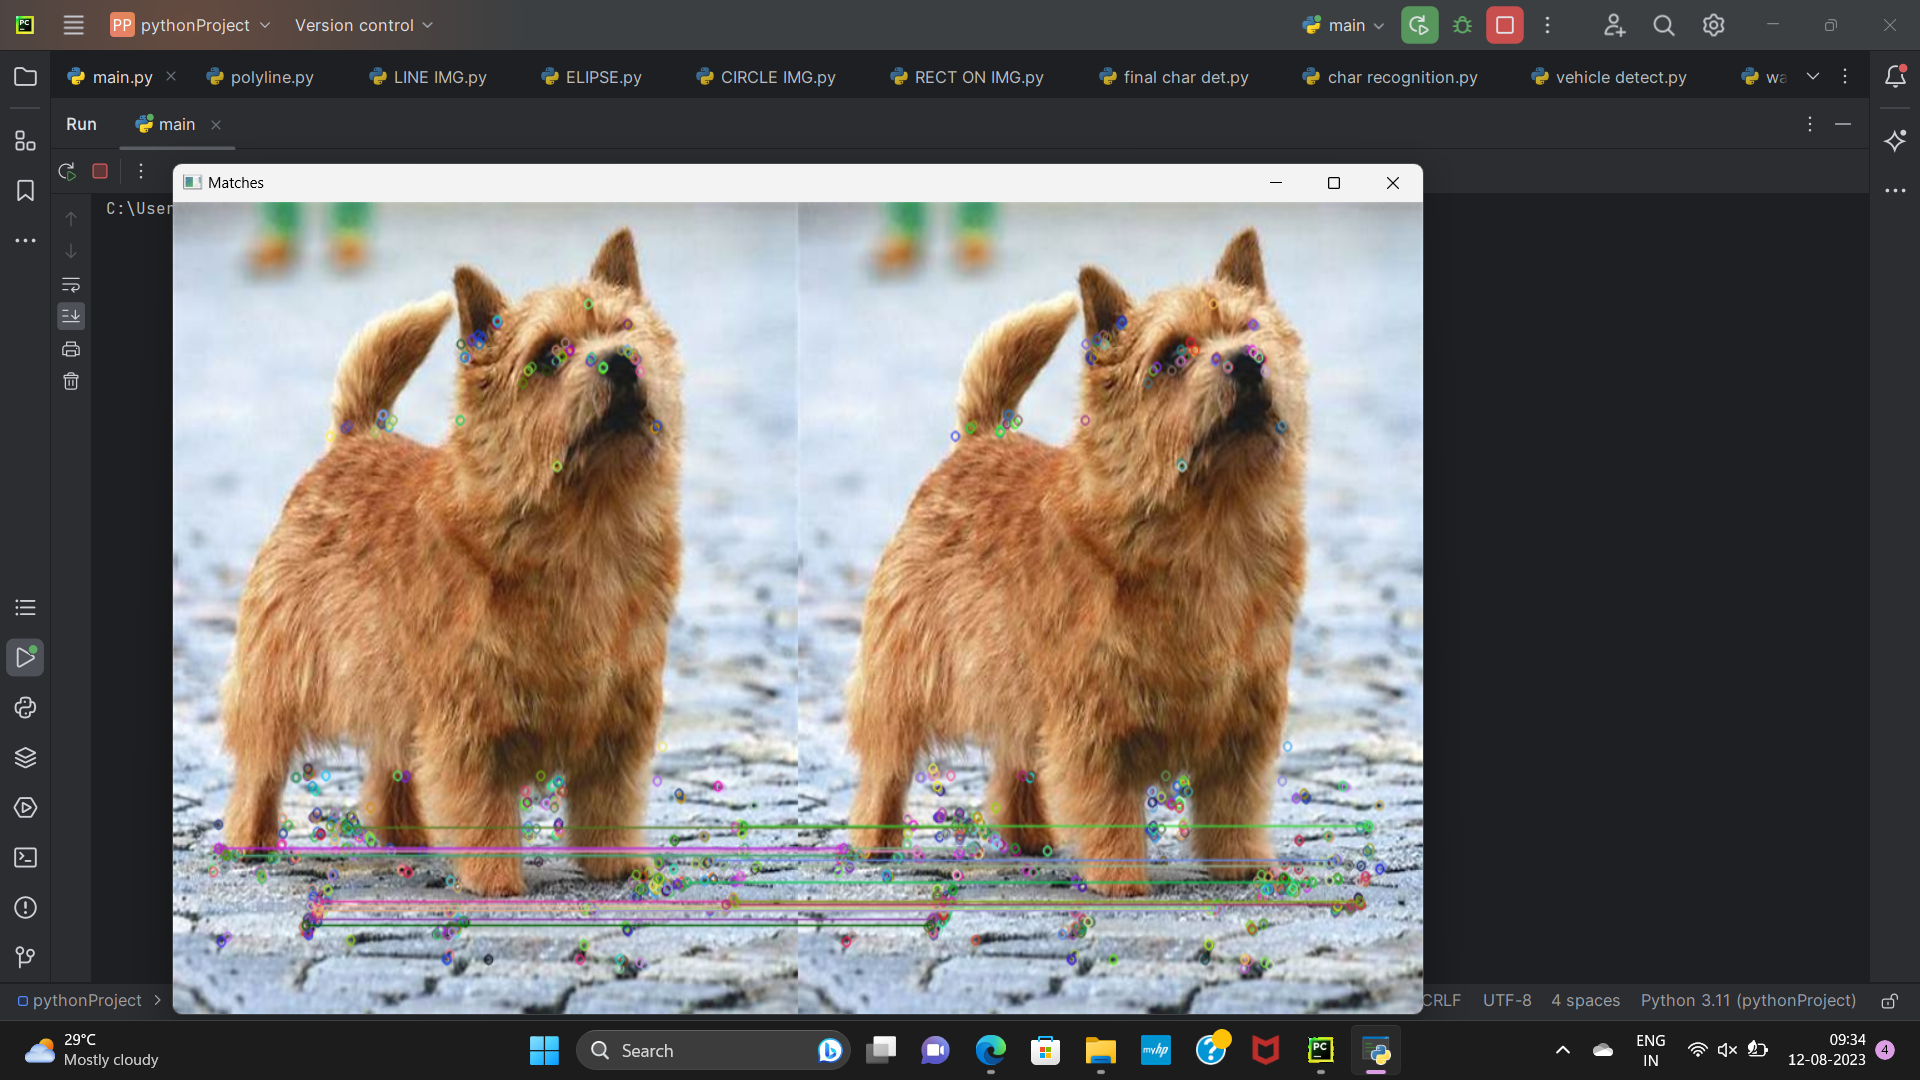 PC
PP pythonProject
Version control
main
main.py
polyline.py
LINE IMG.py
ELIPSE.py
CIRCLE IMG.py
RECT ON IMG.py
final char det.py
char recognition.py
vehicle detect.py
wa
Run
main
Matches
C:\User
pythonProject >
CRLF
UTF-8
4 spaces
Python 3.11 (pythonProject)
29°C
Mostly cloudy
Search
myhp
PC
ENG
IN
09:34
12-08-2023
4